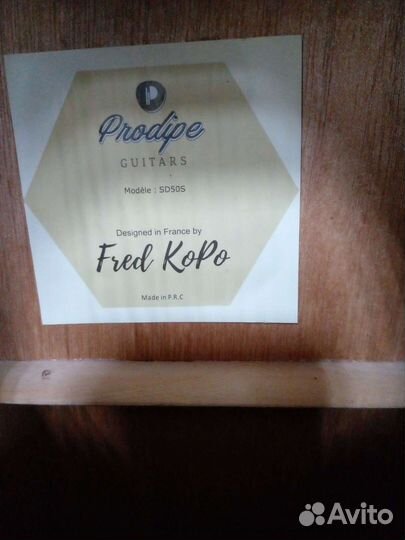 P
Prodipe
GUITARS
Modèle : SD50S
Designed in France by
Fred KoPo
Made in P.R.C
Avito